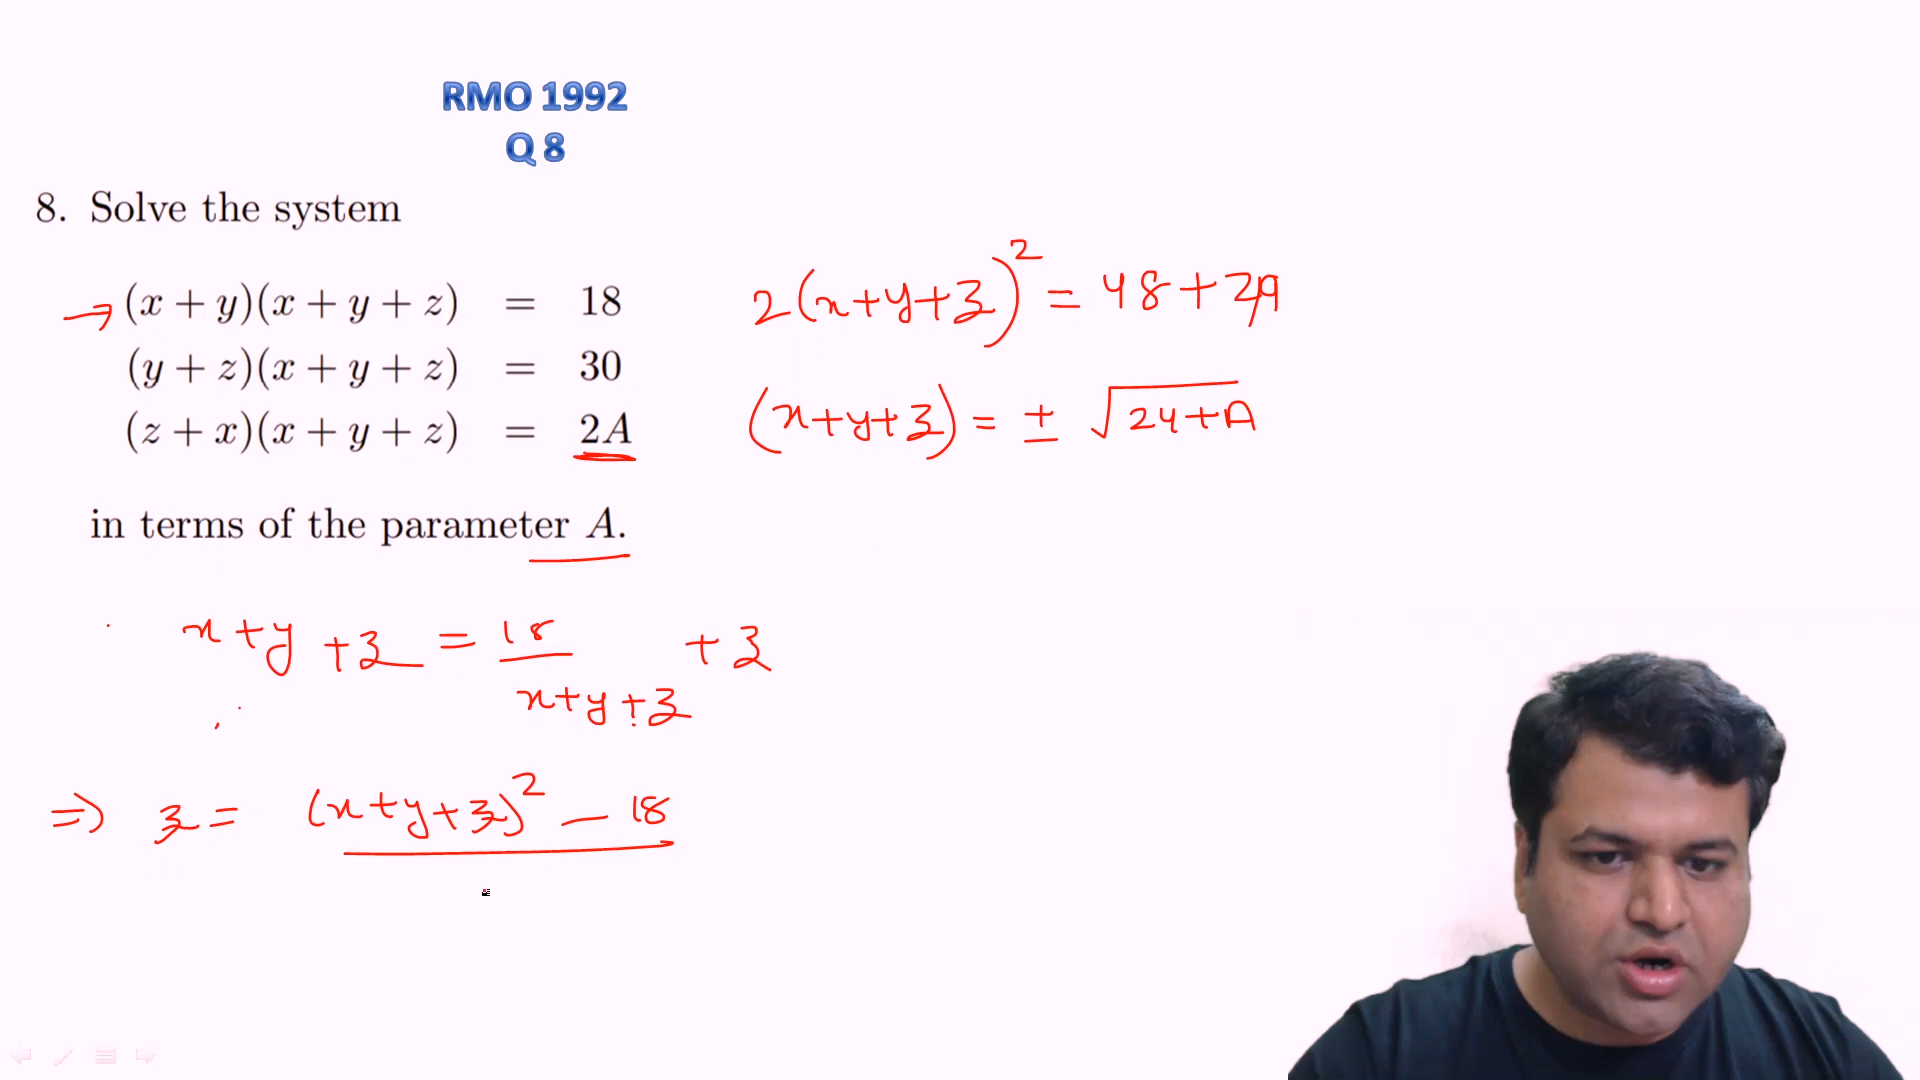 RMO 1992
Q 8
8. Solve the system
(x + y)(x + y + z) = 18
(y + z)(x + y + z) = 30
(z + x)(x + y + z) = 2A
in terms of the parameter A.
2(x+y+z)² = 48+2A
(x+y+z) = ± √24+A
x+y+z = 18/x+y+z + z
⇒ z = (x+y+z)² − 18